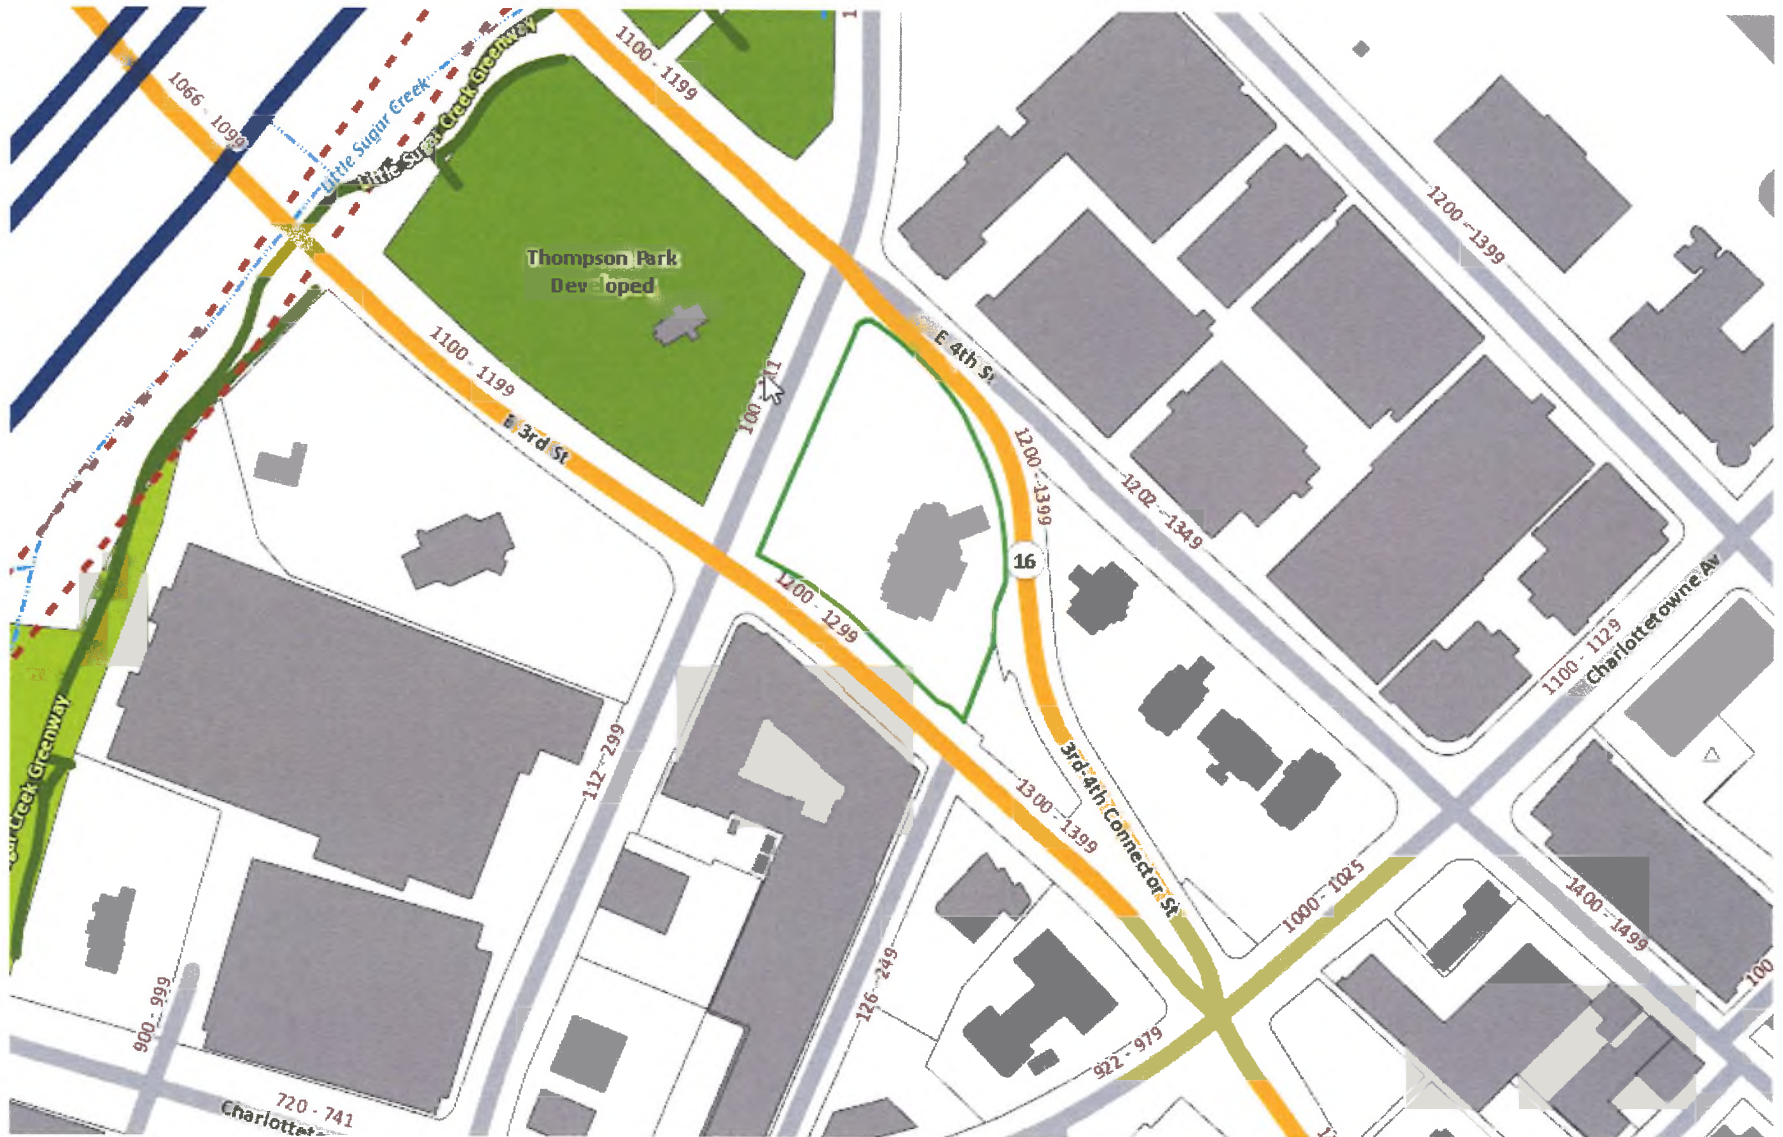 1066 - 1099
Little Sugar Creek
Little Sugar Creek Greenway
1100 - 1199
Thompson Park
Developed
1100 - 1199
E 3rd St
E 4th St
1200 - 1399
1200 - 1399
1202 - 1349
16
1200 - 1299
1100 - 1129
Charlottetowne Av
3rd-4th Connector St
1300 - 1399
112 - 299
Creek Greenway
1000 - 1025
1400 - 1499
126 - 249
922 - 979
900 - 999
720 - 741
100